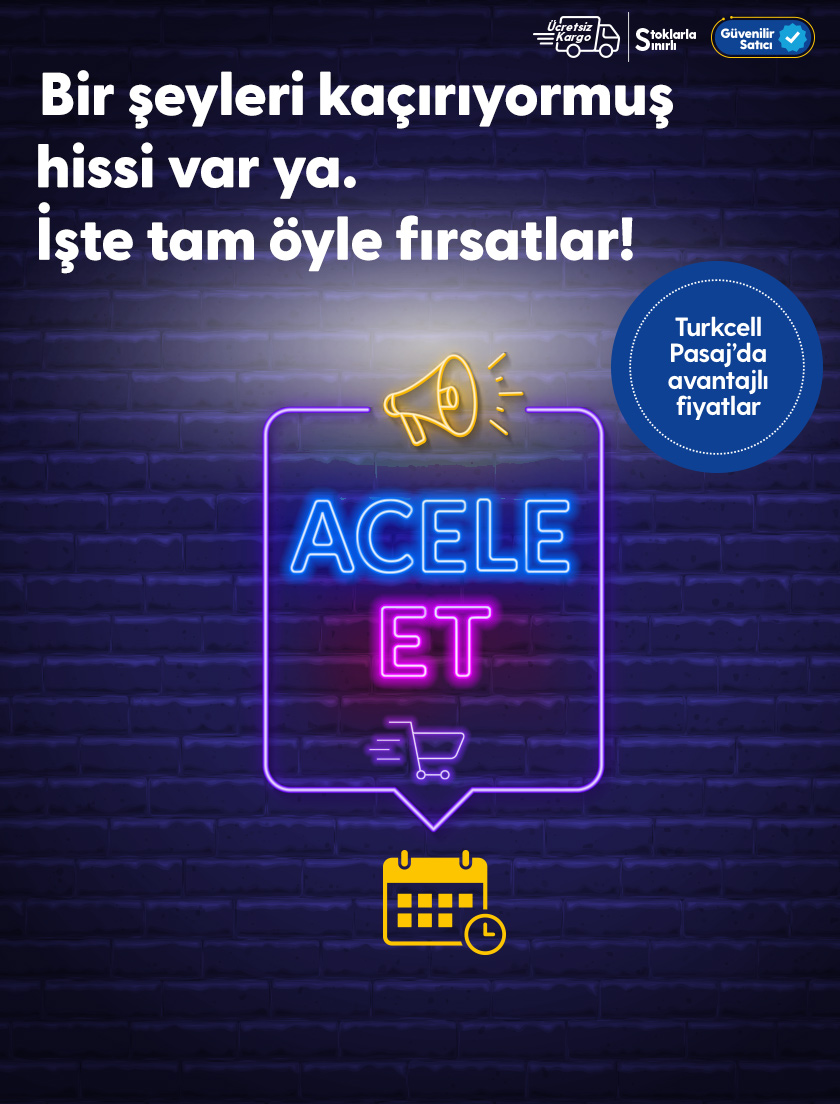 Ücretsiz
Kargo
Stoklarla
Sınırlı
Güvenilir
Satıcı
Bir şeyleri kaçırıyormuş
hissi var ya.
İşte tam öyle fırsatlar!
Turkcell
Pasaj'da
avantajlı
fiyatlar
ACELE
ET